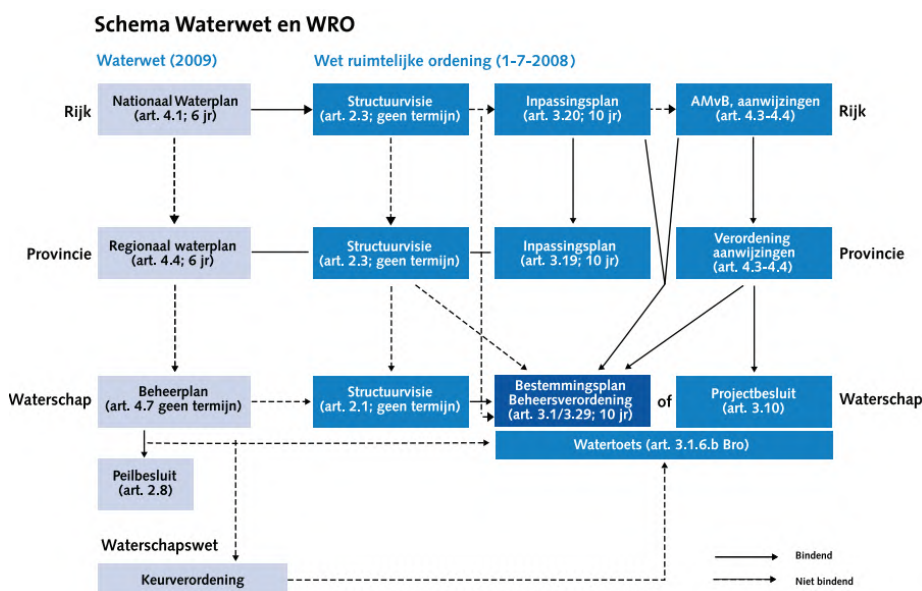 Schema Waterwet en WRO
Waterwet (2009)
Wet ruimtelijke ordening (1-7-2008)
Rijk
Nationaal Waterplan
(art. 4.1; 6 jr)
Structuurvisie
(art. 2.3; geen termijn)
Inpassingsplan
(art. 3.20; 10 jr)
AMvB, aanwijzingen
(art. 4.3-4.4)
Rijk
Provincie
Regionaal waterplan
(art. 4.4; 6 jr)
Structuurvisie
(art. 2.3; geen termijn)
Inpassingsplan
(art. 3.19; 10 jr)
Verordening
aanwijzingen
(art. 4.3-4.4)
Provincie
Waterschap
Beheerplan
(art. 4.7 geen termijn)
Structuurvisie
(art. 2.1; geen termijn)
Bestemmingsplan
Beheersverordening
(art. 3.1/3.29; 10 jr)
of
Projectbesluit
(art. 3.10)
Waterschap
Watertoets (art. 3.1.6.b Bro)
Peilbesluit
(art. 2.8)
Waterschapswet
Keurverordening
Bindend
Niet bindend